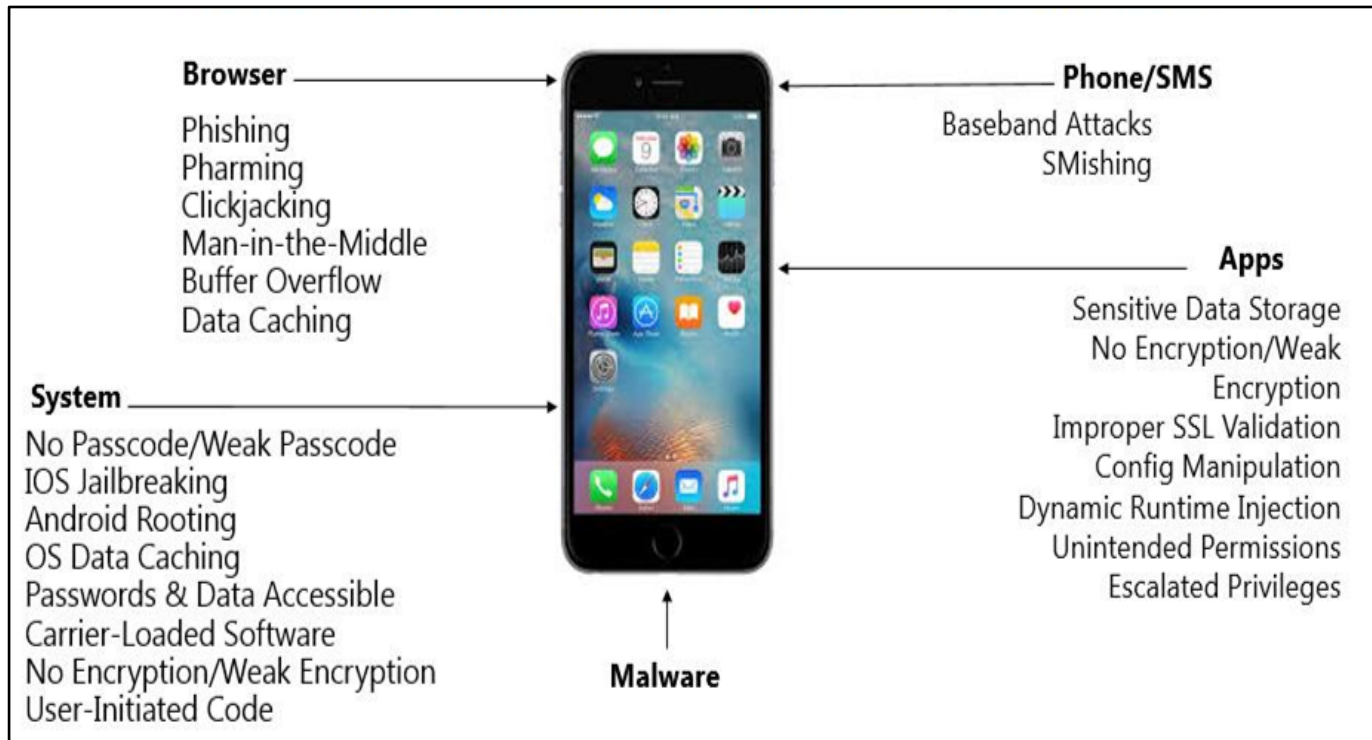 Browser
Phishing
Pharming
Clickjacking
Man-in-the-Middle
Buffer Overflow
Data Caching
System
No Passcode/Weak Passcode
IOS Jailbreaking
Android Rooting
OS Data Caching
Passwords & Data Accessible
Carrier-Loaded Software
No Encryption/Weak Encryption
User-Initiated Code
Phone/SMS
Baseband Attacks
SMishing
Apps
Sensitive Data Storage
No Encryption/Weak
Encryption
Improper SSL Validation
Config Manipulation
Dynamic Runtime Injection
Unintended Permissions
Escalated Privileges
Malware
9